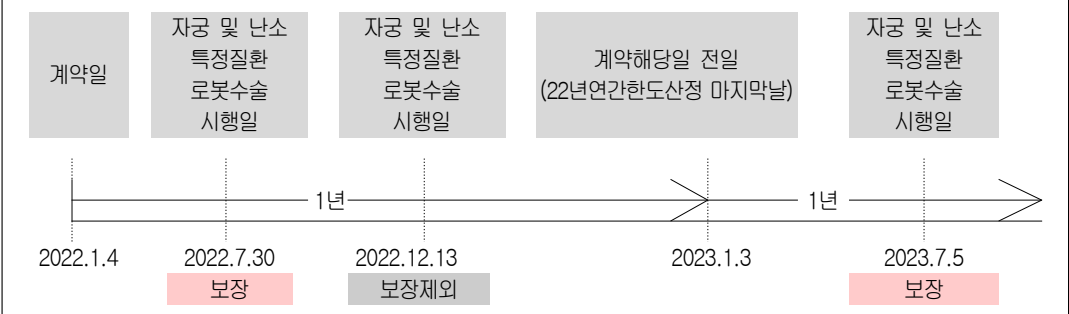 계약일
자궁 및 난소
특정질환
로봇수술
시행일
자궁 및 난소
특정질환
로봇수술
시행일
계약해당일 전일
(22년연간한도산정 마지막날)
자궁 및 난소
특정질환
로봇수술
시행일
1년
1년
2022.1.4
2022.7.30
2022.12.13
2023.1.3
2023.7.5
보장
보장제외
보장